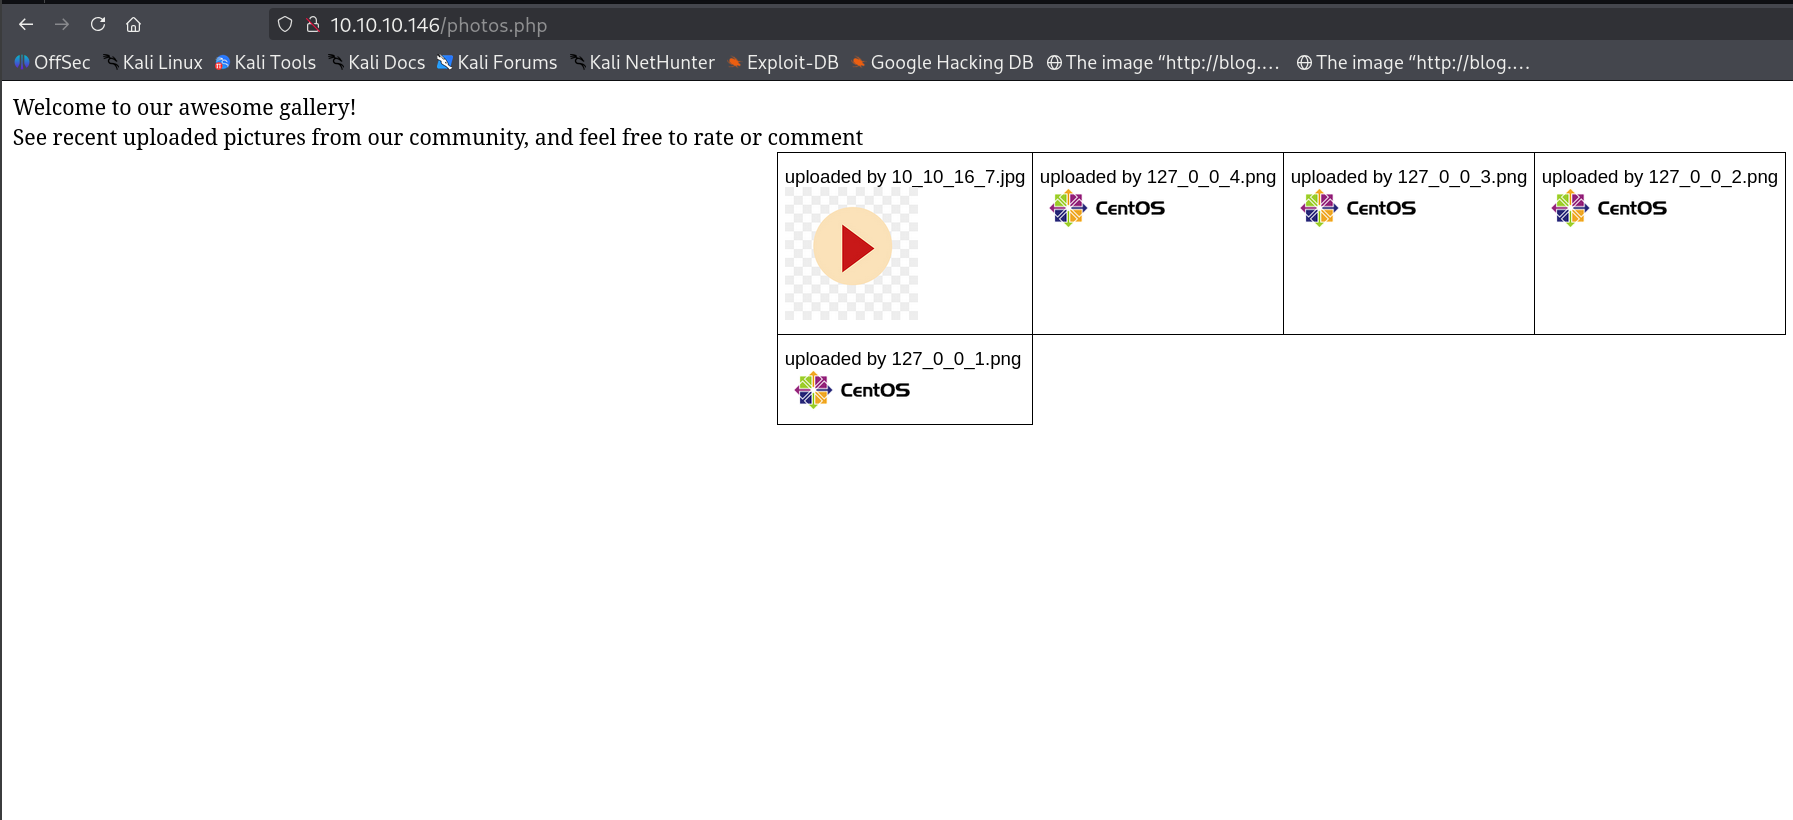 10.10.10.146/photos.php
OffSec Kali Linux Kali Tools Kali Docs Kali Forums Kali NetHunter Exploit-DB Google Hacking DB The image “http://blog.… The image “http://blog.…
Welcome to our awesome gallery!
See recent uploaded pictures from our community, and feel free to rate or comment
uploaded by 10_10_16_7.jpg uploaded by 127_0_0_4.png uploaded by 127_0_0_3.png uploaded by 127_0_0_2.png
CentOS CentOS CentOS
uploaded by 127_0_0_1.png
CentOS